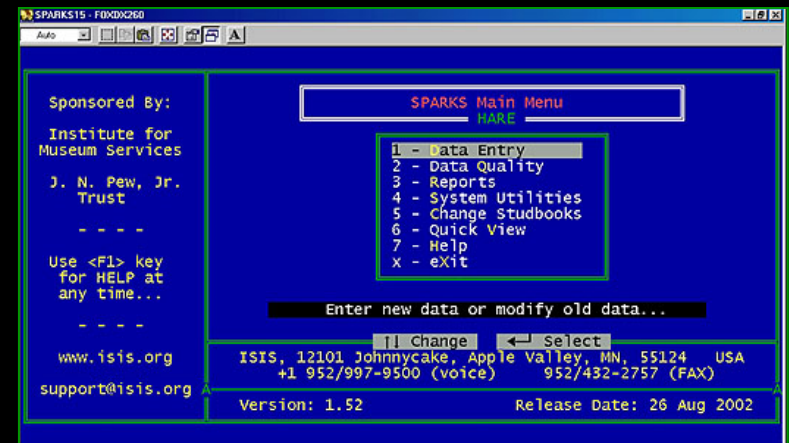 SPARKS15 - FOXDX260
Auto
A
Sponsored By:
Institute for
Museum Services
J. N. Pew, Jr.
Trust
- - - -
Use <F1> key
for HELP at
any time...
- - - -
www.isis.org
support@isis.org
SPARKS Main Menu
HARE
1 - Data Entry
2 - Data Quality
3 - Reports
4 - System Utilities
5 - Change Studbooks
6 - Quick View
7 - Help
x - eXit
Enter new data or modify old data...
↑↓ Change ↵ Select
ISIS, 12101 Johnnycake, Apple Valley, MN, 55124 USA
+1 952/997-9500 (voice) 952/432-2757 (FAX)
Version: 1.52 Release Date: 26 Aug 2002